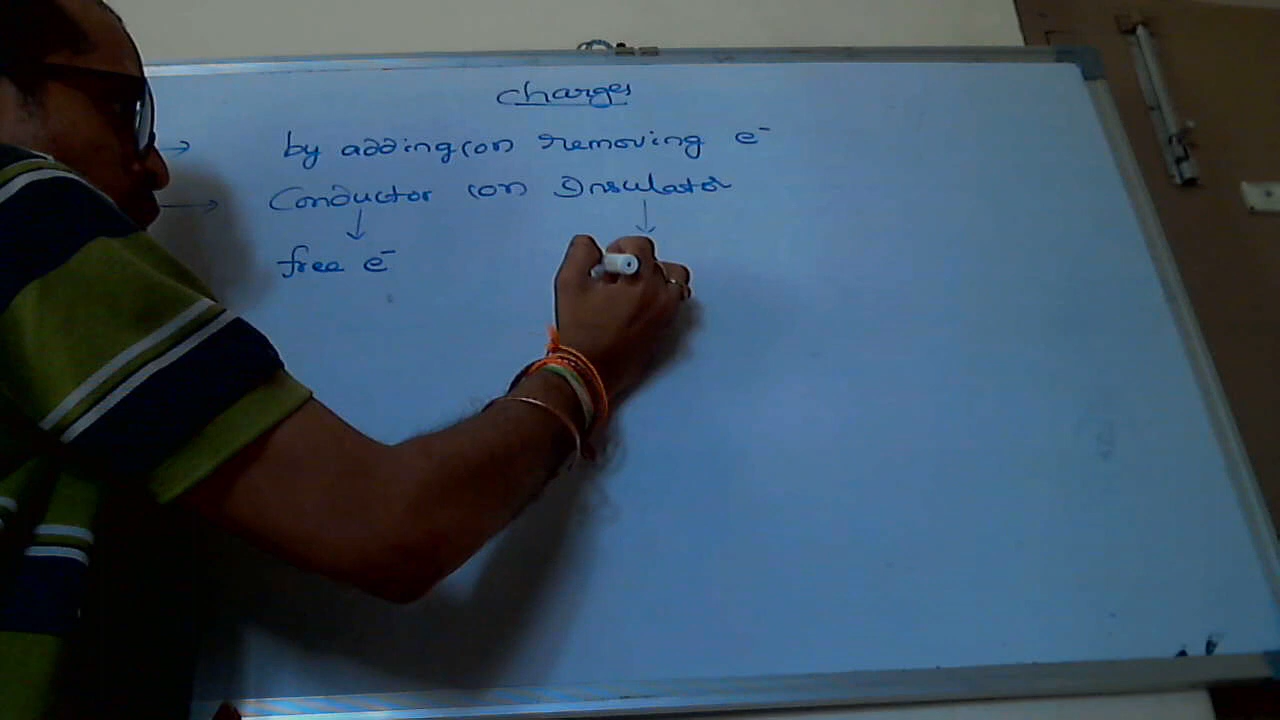 charges
→ by adding (or) removing e⁻
→ Conductor (or) Insulator
↓ ↓
free e⁻